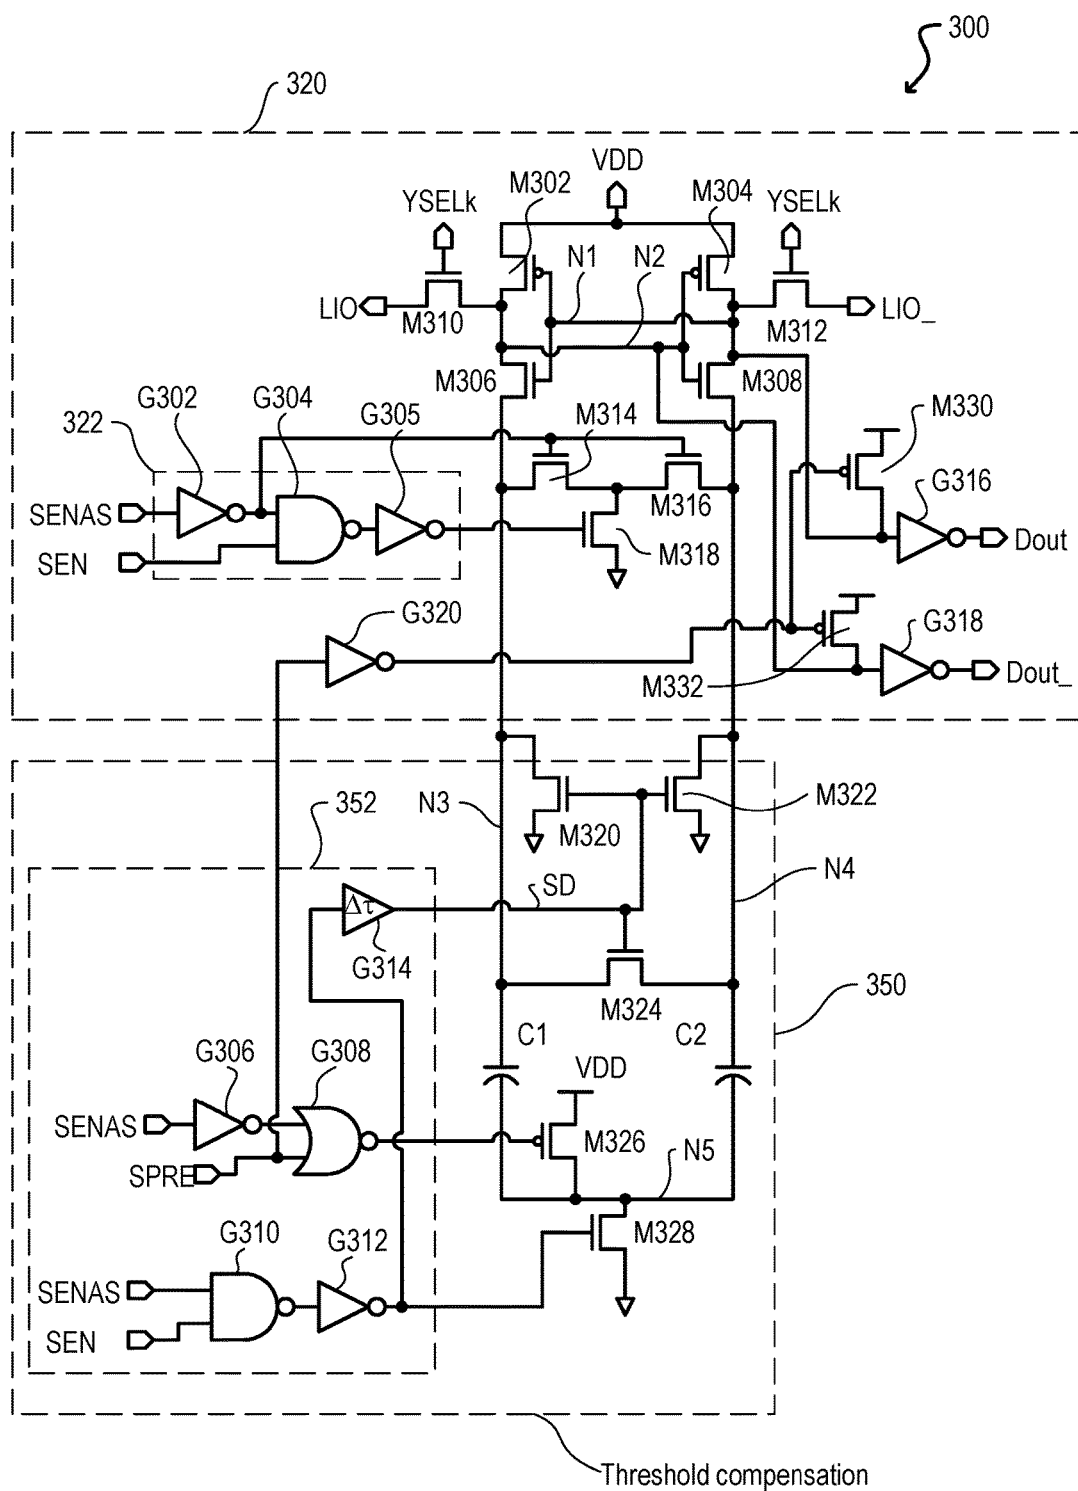 300
320
VDD
M302
M304
YSELk
YSELk
N1
N2
LIO
M310
M312
LIO_
M306
M308
G302
G304
G305
M314
M330
322
G316
SENAS
M316
SEN
M318
Dout
G320
G318
M332
Dout_
352
N3
M320
M322
N4
SD
Δτ
G314
M324
350
C1
C2
G306
G308
VDD
SENAS
M326
SPRE
N5
G310
G312
M328
SENAS
SEN
Threshold compensation